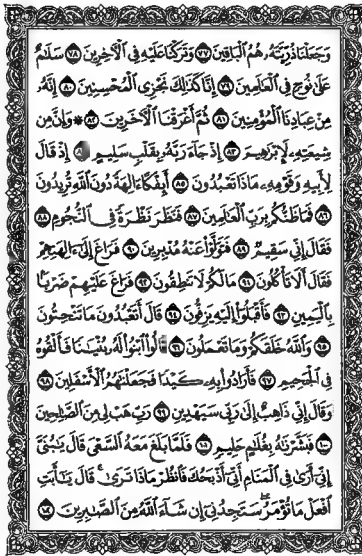 وَجَعَلْنَا ذُرِّيَّتَهُۥ هُمُ ٱلْبَاقِينَ ٧٧ وَتَرَكْنَا عَلَيْهِ فِى ٱلْءَاخِرِينَ ٧٨ سَلَٰمٌ
عَلَىٰ نُوحٍ فِى ٱلْعَٰلَمِينَ ٧٩ إِنَّا كَذَٰلِكَ نَجْزِى ٱلْمُحْسِنِينَ ٨٠ إِنَّهُۥ
مِنْ عِبَادِنَا ٱلْمُؤْمِنِينَ ٨١ ثُمَّ أَغْرَقْنَا ٱلْءَاخَرِينَ ٨٢ ۞ وَإِنَّ مِن
شِيعَتِهِۦ لَإِبْرَٰهِيمَ ٨٣ إِذْ جَآءَ رَبَّهُۥ بِقَلْبٍ سَلِيمٍ إِذْ قَالَ
لِأَبِيهِ وَقَوْمِهِۦ مَاذَا تَعْبُدُونَ ٨٥ أَئِفْكًا ءَالِهَةً دُونَ ٱللَّهِ تُرِيدُونَ
٨٦ فَمَا ظَنُّكُم بِرَبِّ ٱلْعَٰلَمِينَ ٨٧ فَنَظَرَ نَظْرَةً فِى ٱلنُّجُومِ ٨٨
فَقَالَ إِنِّى سَقِيمٌ ٨٩ فَتَوَلَّوْا۟ عَنْهُ مُدْبِرِينَ ٩٠ فَرَاغَ إِلَىٰٓ ءَالِهَتِهِمْ
فَقَالَ أَلَا تَأْكُلُونَ ٩١ مَا لَكُمْ لَا تَنطِقُونَ ٩٢ فَرَاغَ عَلَيْهِمْ ضَرْبًۢا
بِٱلْيَمِينِ ٩٣ فَأَقْبَلُوٓا۟ إِلَيْهِ يَزِفُّونَ ٩٤ قَالَ أَتَعْبُدُونَ مَا تَنْحِتُونَ
٩٥ وَٱللَّهُ خَلَقَكُمْ وَمَا تَعْمَلُونَ ٩٦ قَالُوا۟ ٱبْنُوا۟ لَهُۥ بُنْيَٰنًا فَأَلْقُوهُ
فِى ٱلْجَحِيمِ ٩٧ فَأَرَادُوا۟ بِهِۦ كَيْدًا فَجَعَلْنَٰهُمُ ٱلْأَسْفَلِينَ ٩٨
وَقَالَ إِنِّى ذَاهِبٌ إِلَىٰ رَبِّى سَيَهْدِينِ ٩٩ رَبِّ هَبْ لِى مِنَ ٱلصَّٰلِحِينَ
١٠٠ فَبَشَّرْنَٰهُ بِغُلَٰمٍ حَلِيمٍ ١٠١ فَلَمَّا بَلَغَ مَعَهُ ٱلسَّعْىَ قَالَ يَٰبُنَىَّ
إِنِّىٓ أَرَىٰ فِى ٱلْمَنَامِ أَنِّىٓ أَذْبَحُكَ فَٱنظُرْ مَاذَا تَرَىٰ ۚ قَالَ يَٰٓأَبَتِ
ٱفْعَلْ مَا تُؤْمَرُ ۖ سَتَجِدُنِىٓ إِن شَآءَ ٱللَّهُ مِنَ ٱلصَّٰبِرِينَ ١٠٢